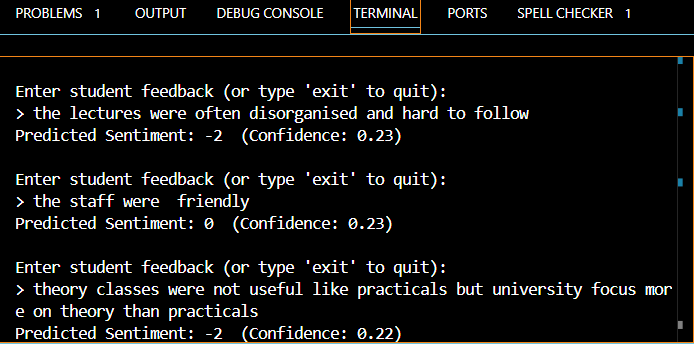 PROBLEMS 1 OUTPUT DEBUG CONSOLE TERMINAL PORTS SPELL CHECKER 1
Enter student feedback (or type 'exit' to quit):
> the lectures were often disorganised and hard to follow
Predicted Sentiment: -2  (Confidence: 0.23)
Enter student feedback (or type 'exit' to quit):
> the staff were  friendly
Predicted Sentiment: 0  (Confidence: 0.23)
Enter student feedback (or type 'exit' to quit):
> theory classes were not useful like practicals but university focus mor
e on theory than practicals
Predicted Sentiment: -2  (Confidence: 0.22)